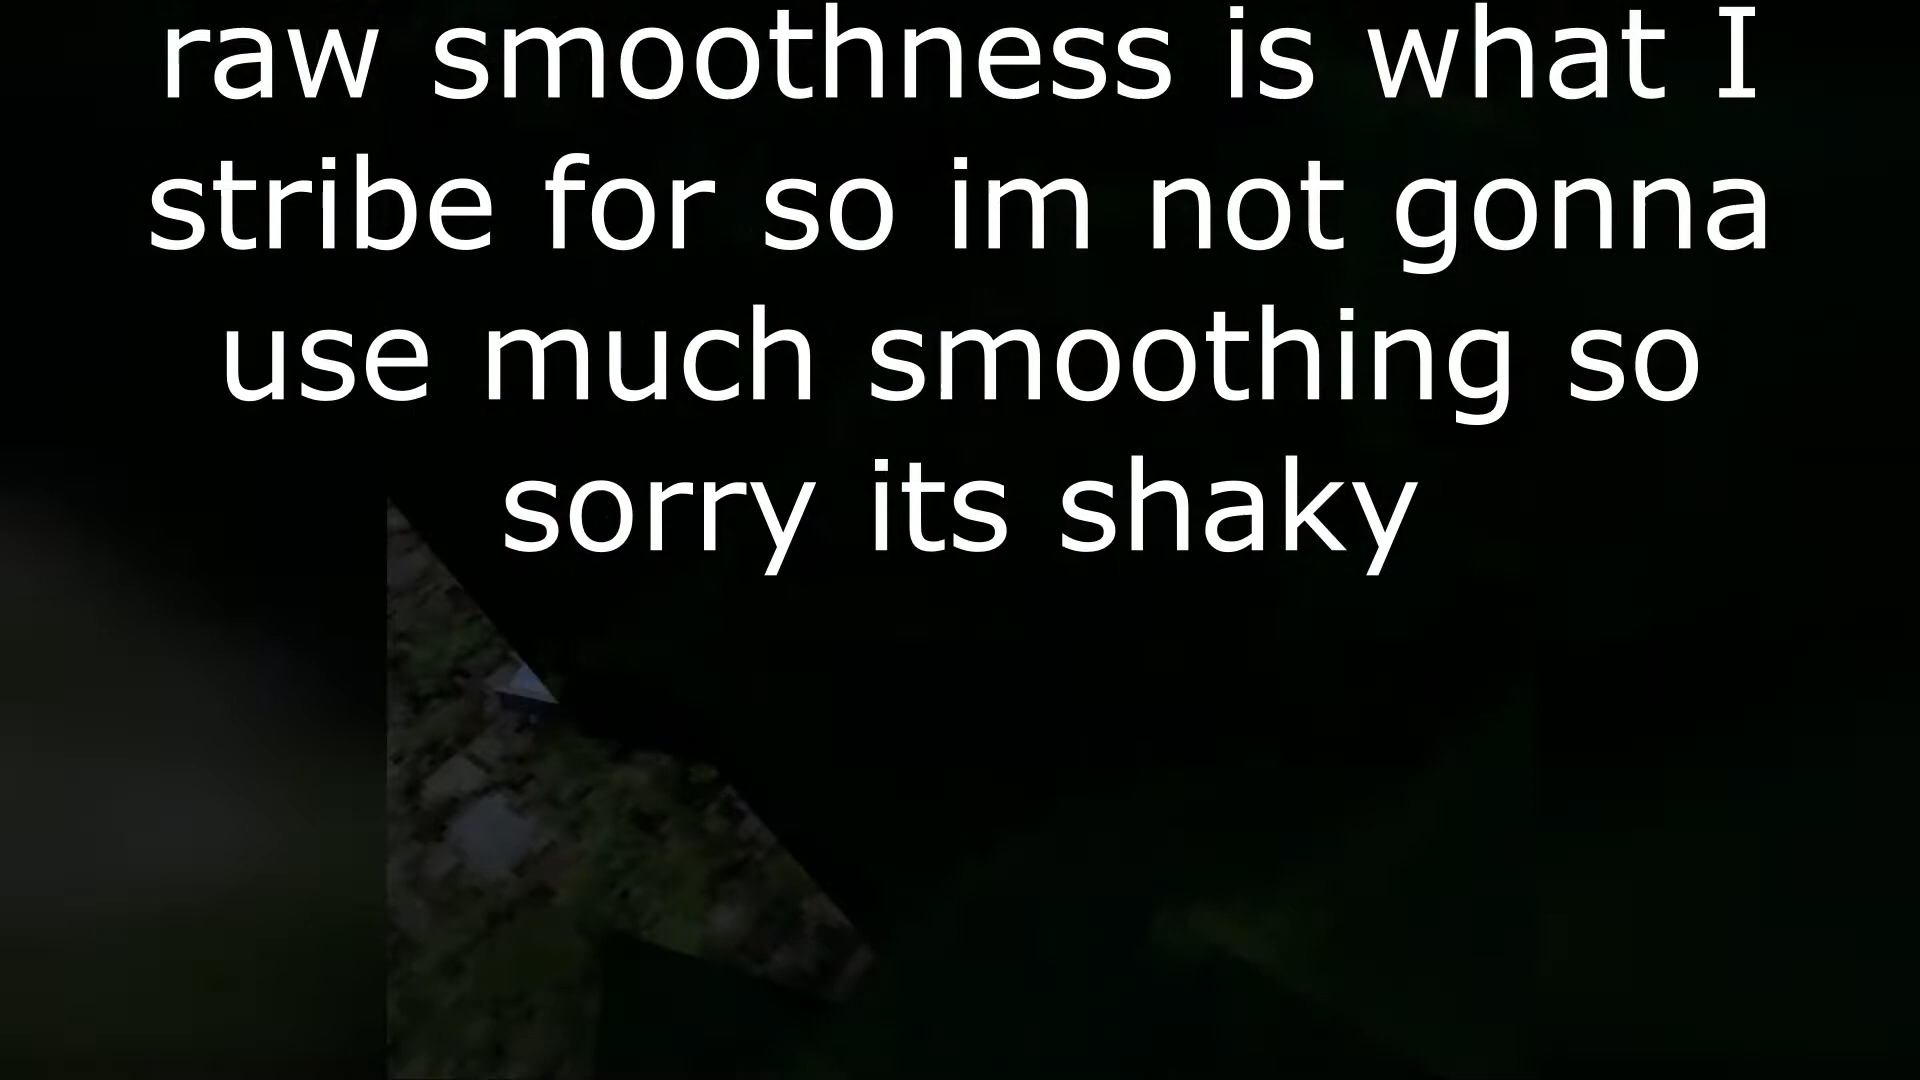 raw smoothness is what I
stribe for so im not gonna
use much smoothing so
sorry its shaky